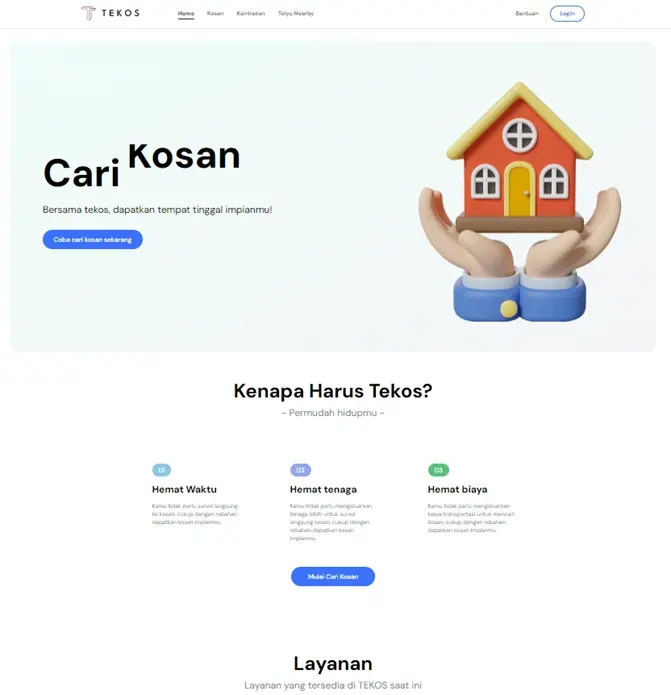 TEKOS Home Kosan Kontrakan Telyu Nearby Bantuan Login
Cari Kosan
Bersama tekos, dapatkan tempat tinggal impianmu!
Coba cari kosan sekarang
Kenapa Harus Tekos?
~ Permudah hidupmu ~
01
Hemat Waktu
Kamu tidak perlu survei langsung
ke kosan, cukup dengan rebahan
dapatkan kosan impianmu.
02
Hemat tenaga
Kamu tidak perlu mengeluarkan
tenaga lebih untuk survei
langsung kosan, cukup dengan
rebahan dapatkan kosan
impianmu.
03
Hemat biaya
Kamu tidak perlu mengeluarkan
biaya transportasi untuk mencari
kosan, cukup dengan rebahan
dapatkan kosan impianmu.
Mulai Cari Kosan
Layanan
Layanan yang tersedia di TEKOS saat ini